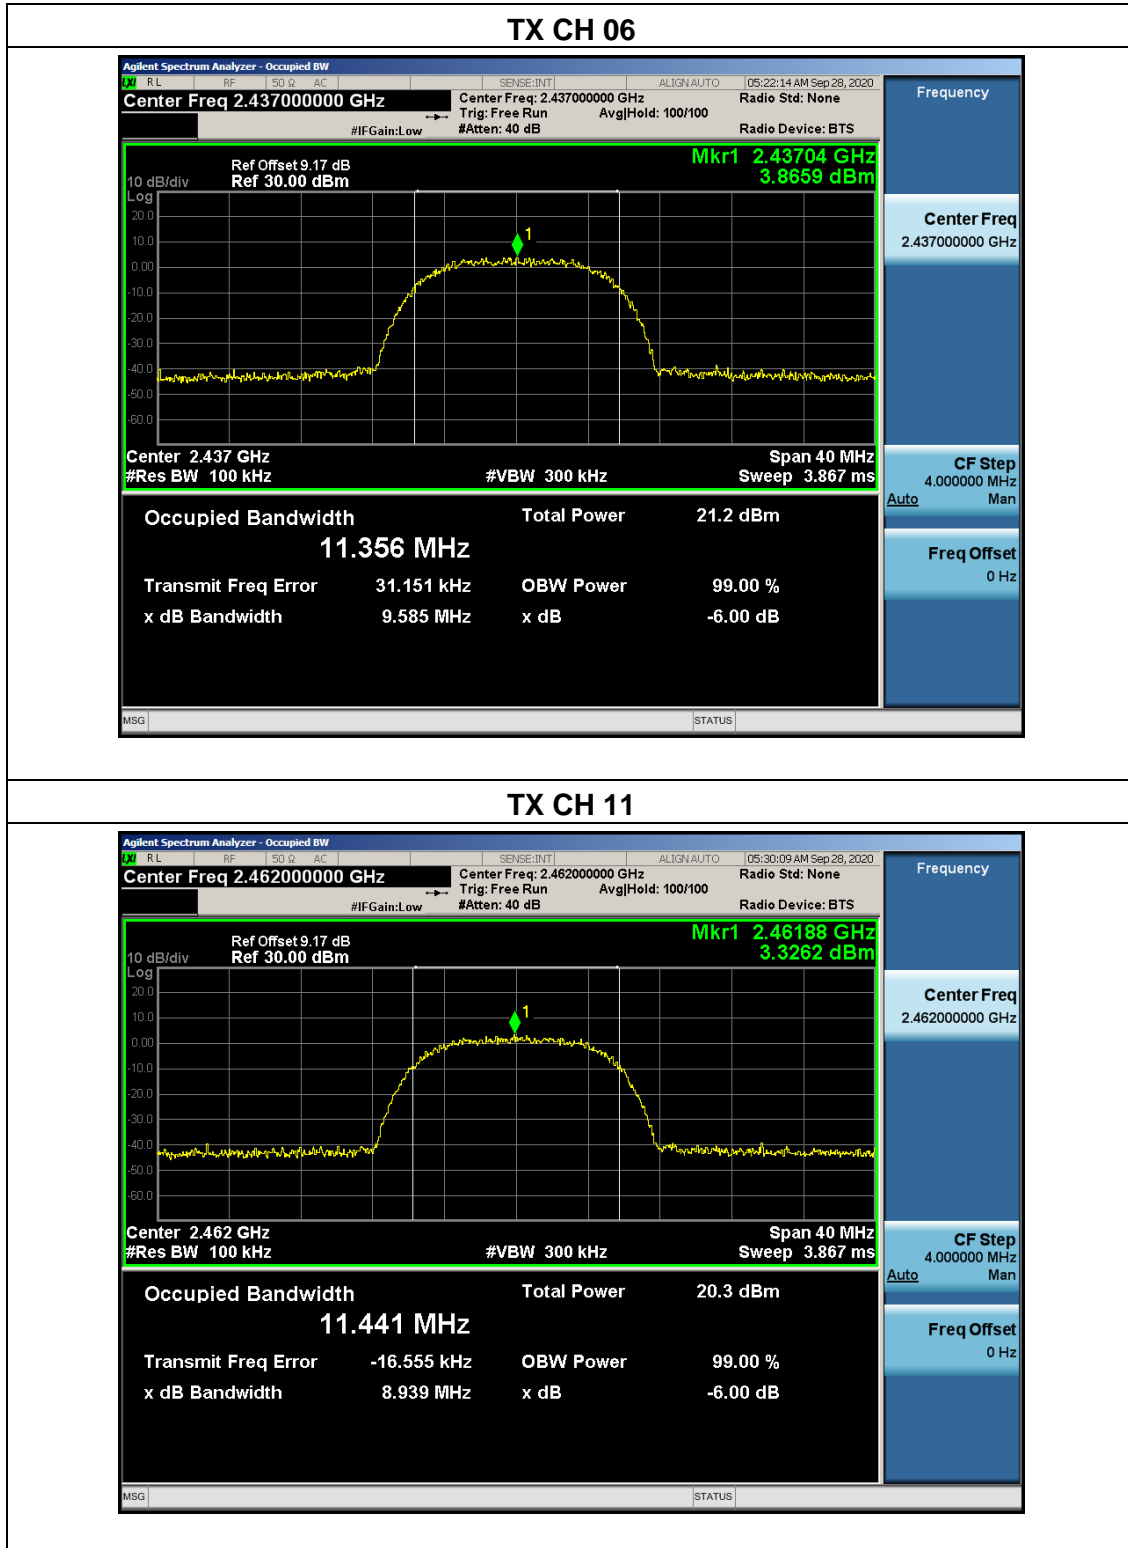 TX CH 06
Agilent Spectrum Analyzer - Occupied BW
LXI RL RF 50 Ω AC SENSE:INT ALIGN AUTO 05:22:14 AM Sep 28, 2020
Center Freq 2.437000000 GHz Center Freq: 2.437000000 GHz Radio Std: None Frequency
Trig: Free Run Avg|Hold: 100/100
#IFGain:Low #Atten: 40 dB Radio Device: BTS
Mkr1 2.43704 GHz
Ref Offset 9.17 dB 3.8659 dBm
10 dB/div Ref 30.00 dBm
Log
20.0
10.0
0.00
-10.0
-20.0
-30.0
-40.0
-50.0
-60.0
1
Center Freq
2.437000000 GHz
Center 2.437 GHz Span 40 MHz
#Res BW 100 kHz #VBW 300 kHz Sweep 3.867 ms
CF Step
4.000000 MHz
Auto Man
Occupied Bandwidth Total Power 21.2 dBm
11.356 MHz
Freq Offset
0 Hz
Transmit Freq Error 31.151 kHz OBW Power 99.00 %
x dB Bandwidth 9.585 MHz x dB -6.00 dB
MSG STATUS
TX CH 11
Agilent Spectrum Analyzer - Occupied BW
LXI RL RF 50 Ω AC SENSE:INT ALIGN AUTO 05:30:09 AM Sep 28, 2020
Center Freq 2.462000000 GHz Center Freq: 2.462000000 GHz Radio Std: None Frequency
Trig: Free Run Avg|Hold: 100/100
#IFGain:Low #Atten: 40 dB Radio Device: BTS
Mkr1 2.46188 GHz
Ref Offset 9.17 dB 3.3262 dBm
10 dB/div Ref 30.00 dBm
Log
20.0
10.0
0.00
-10.0
-20.0
-30.0
-40.0
-50.0
-60.0
1
Center Freq
2.462000000 GHz
Center 2.462 GHz Span 40 MHz
#Res BW 100 kHz #VBW 300 kHz Sweep 3.867 ms
CF Step
4.000000 MHz
Auto Man
Occupied Bandwidth Total Power 20.3 dBm
11.441 MHz
Freq Offset
0 Hz
Transmit Freq Error -16.555 kHz OBW Power 99.00 %
x dB Bandwidth 8.939 MHz x dB -6.00 dB
MSG STATUS